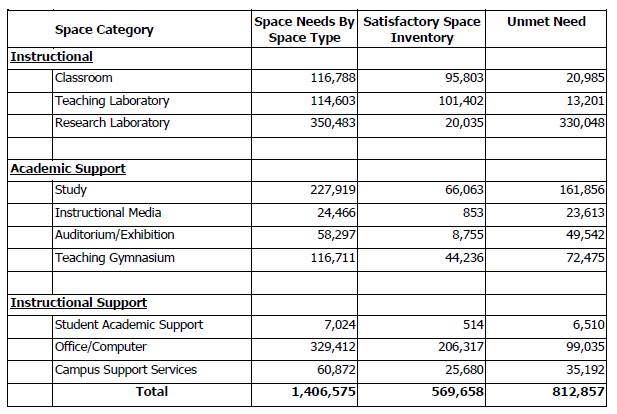 Space Category Space Needs By Space Type Satisfactory Space Inventory Unmet Need
Instructional
Classroom 116,788 95,803 20,985
Teaching Laboratory 114,603 101,402 13,201
Research Laboratory 350,483 20,035 330,048
Academic Support
Study 227,919 66,063 161,856
Instructional Media 24,466 853 23,613
Auditorium/Exhibition 58,297 8,755 49,542
Teaching Gymnasium 116,711 44,236 72,475
Instructional Support
Student Academic Support 7,024 514 6,510
Office/Computer 329,412 206,317 99,035
Campus Support Services 60,872 25,680 35,192
Total 1,406,575 569,658 812,857